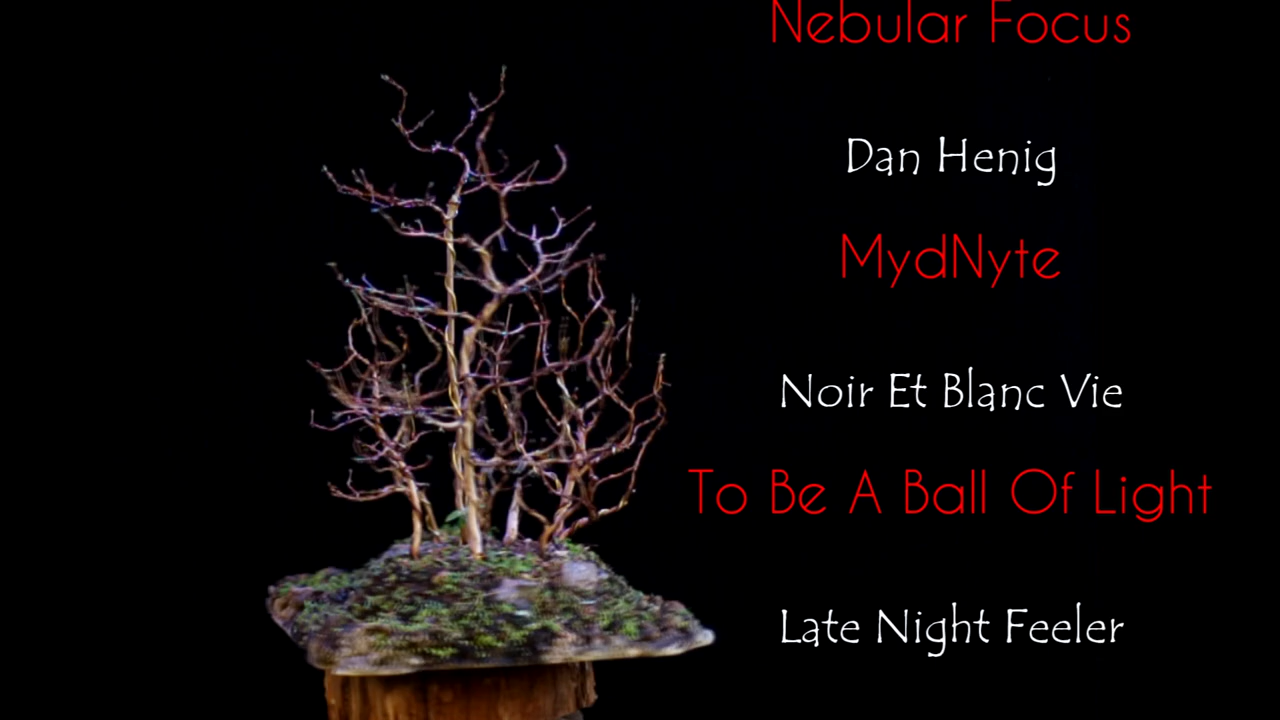 Nebular Focus
Dan Henig
MydNyte
Noir Et Blanc Vie
To Be A Ball Of Light
Late Night Feeler